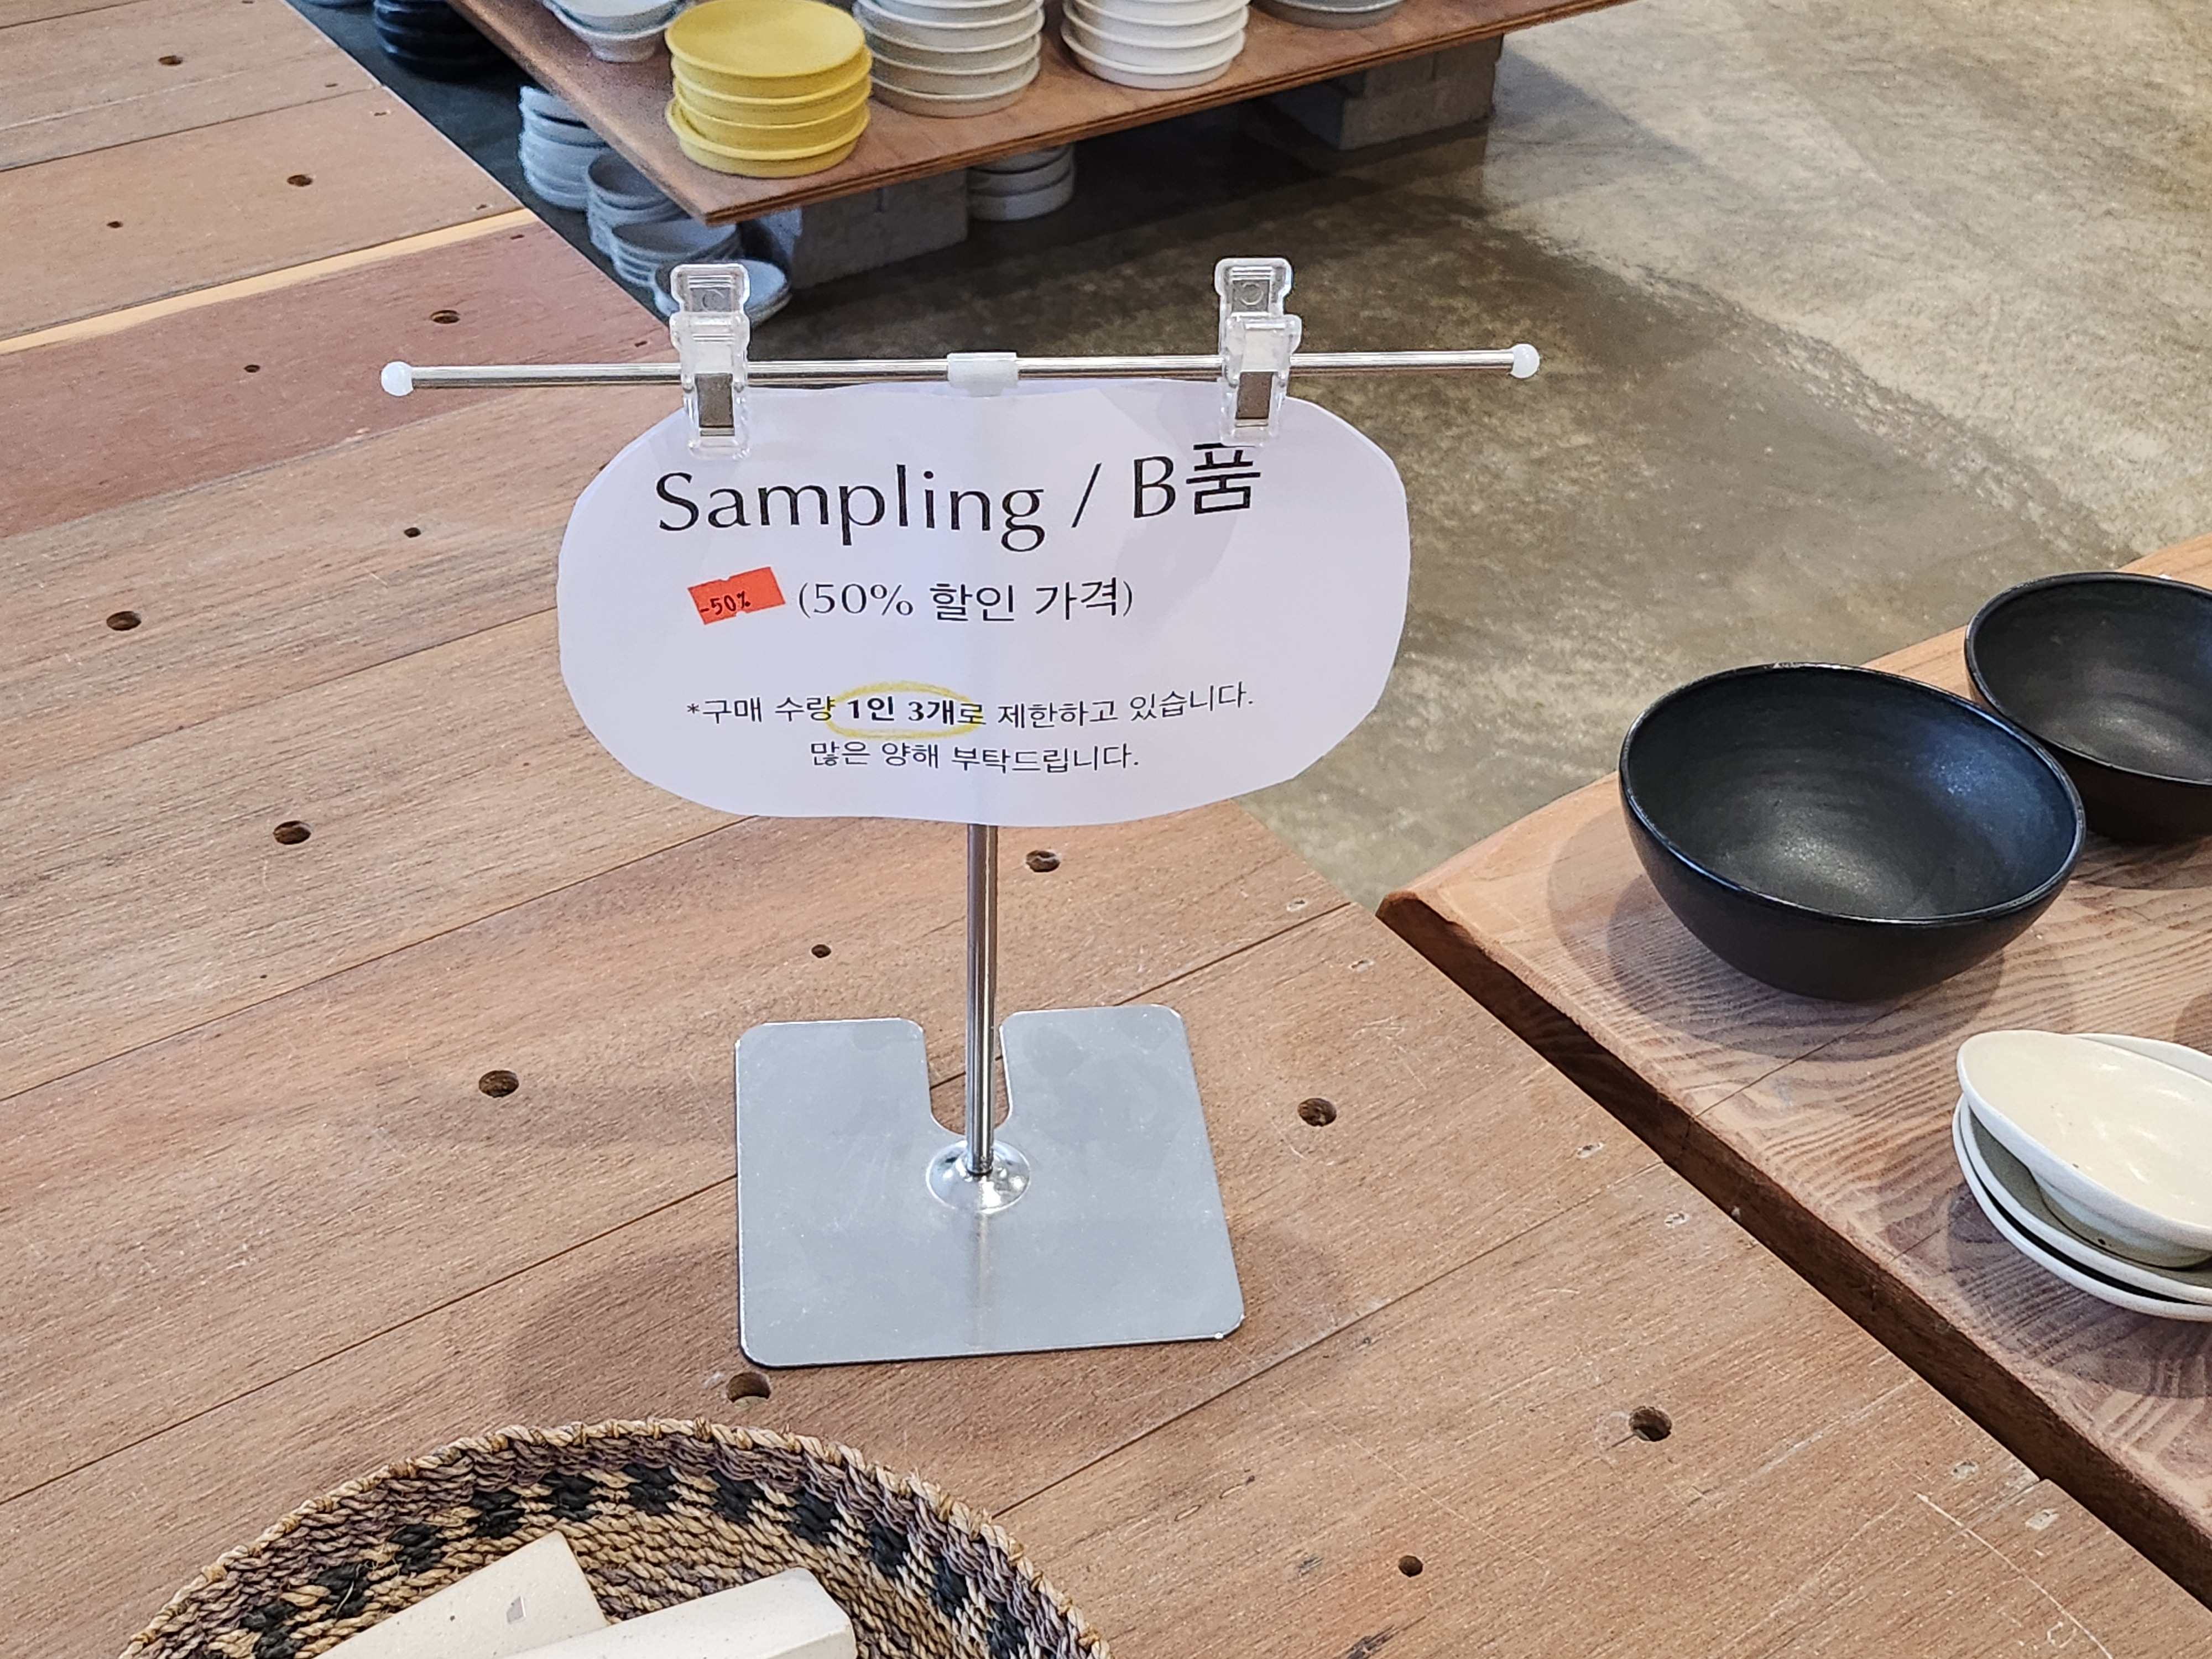 Sampling / B품
-50% (50% 할인 가격)
*구매 수량 1인 3개로 제한하고 있습니다.
많은 양해 부탁드립니다.